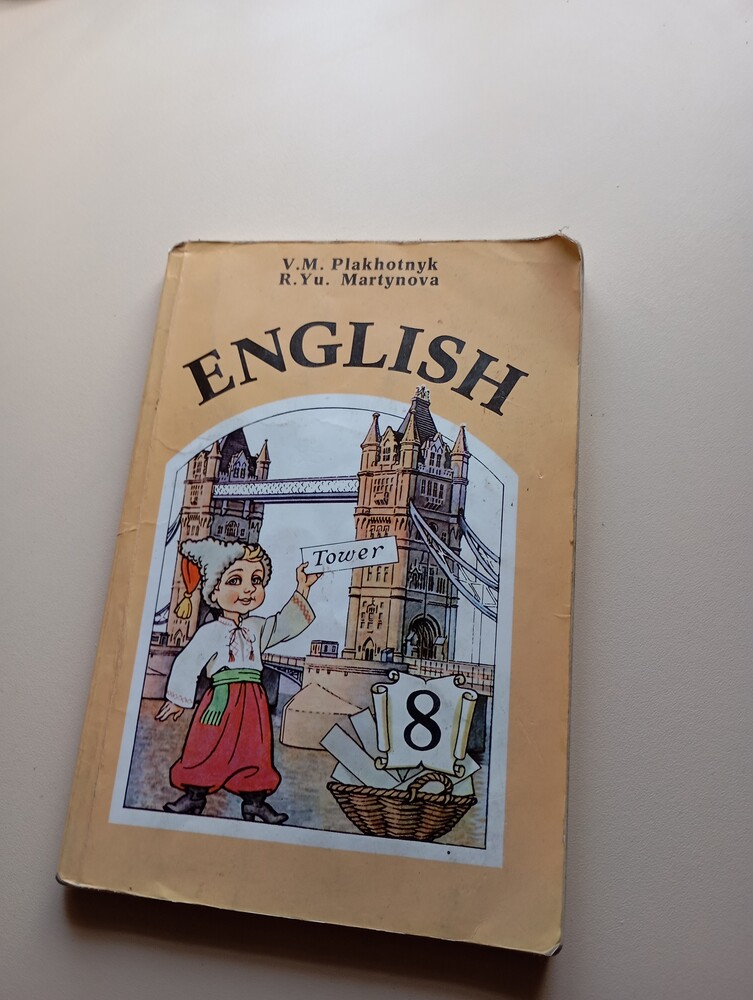 V.M. Plakhotnyk
R.Yu. Martynova
ENGLISH
Tower
8